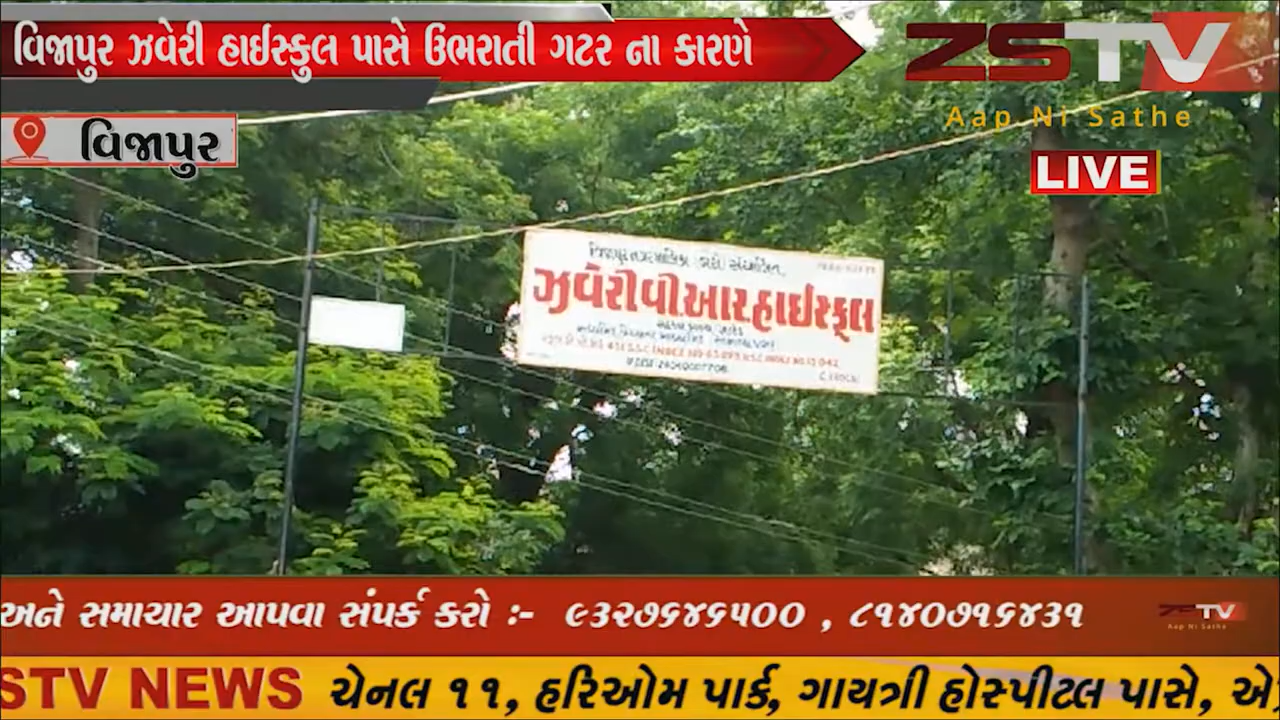 વિજાપુર ઝવેરી હાઈસ્કુલ પાસે ઉભરાતી ગટર ના કારણે
ZSTV
Aap Ni Sathe
વિજાપુર
LIVE
વિજાપુર નગરપાલિકા સંચાલિત
ઝવેરી વી આર હાઈસ્કૂલ
અને સમાચાર આપવા સંપર્ક કરો :- ૯૩૨૭૬૪૬૫૦૦ , ૮૧૪૦૭૧૬૪૩૧
ZSTV
Aap Ni Sathe
STV NEWS ચેનલ ૧૧, હરિઓમ પાર્ક, ગાયત્રી હોસ્પીટલ પાસે, એ